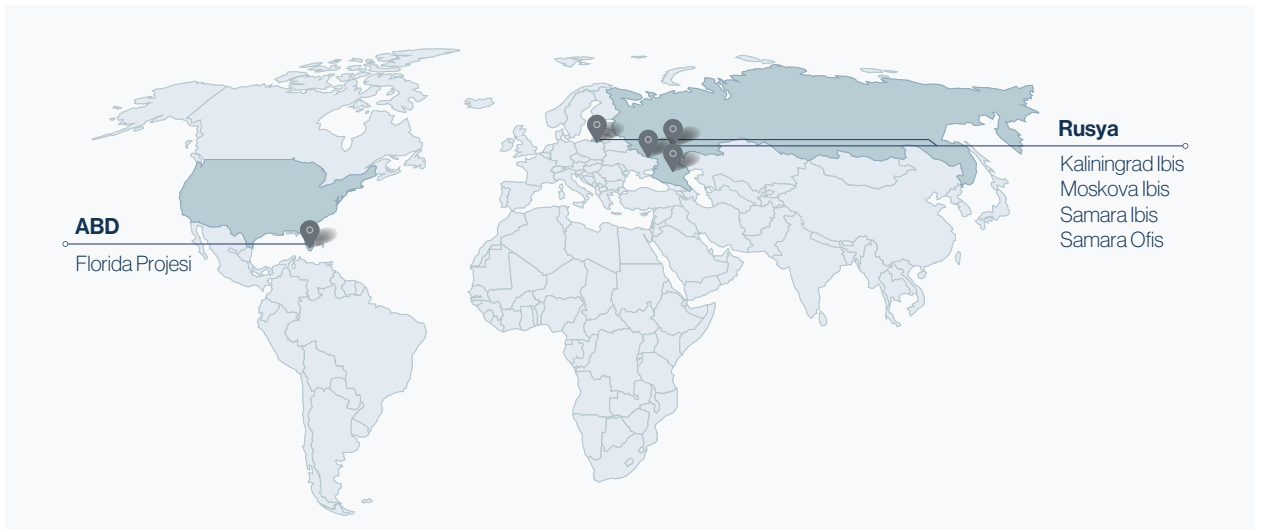 ABD
Florida Projesi
Rusya
Kaliningrad Ibis
Moskova Ibis
Samara Ibis
Samara Ofis